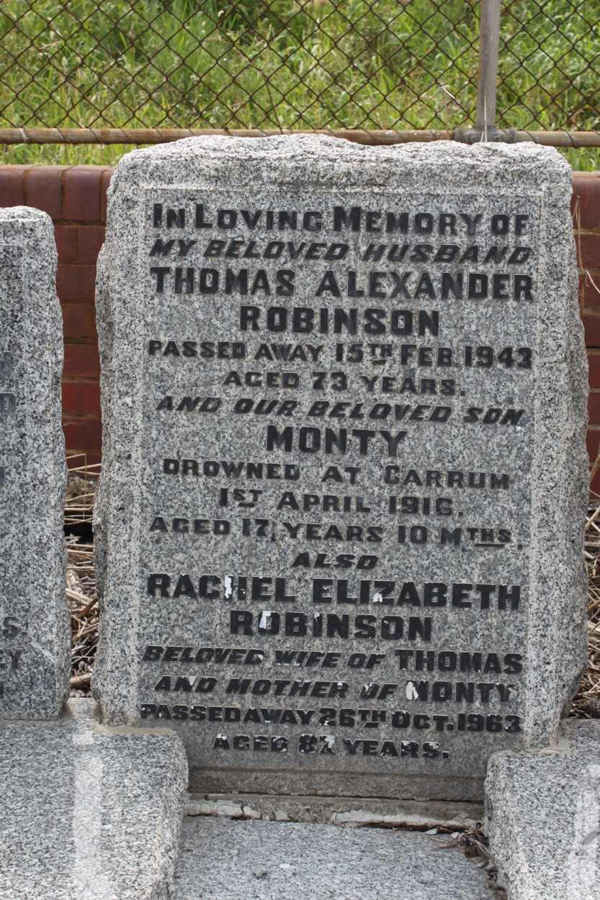 IN LOVING MEMORY OF
MY BELOVED HUSBAND
THOMAS ALEXANDER
ROBINSON
PASSED AWAY 15TH FEB. 1943
AGED 73 YEARS.
AND OUR BELOVED SON
MONTY
DROWNED AT CARRUM
1ST APRIL 1916.
AGED 17 YEARS 10 MTHS.
ALSO
RACHEL ELIZABETH
ROBINSON
BELOVED WIFE OF THOMAS
AND MOTHER OF MONTY
PASSED AWAY 26TH OCT. 1963
AGED YEARS.